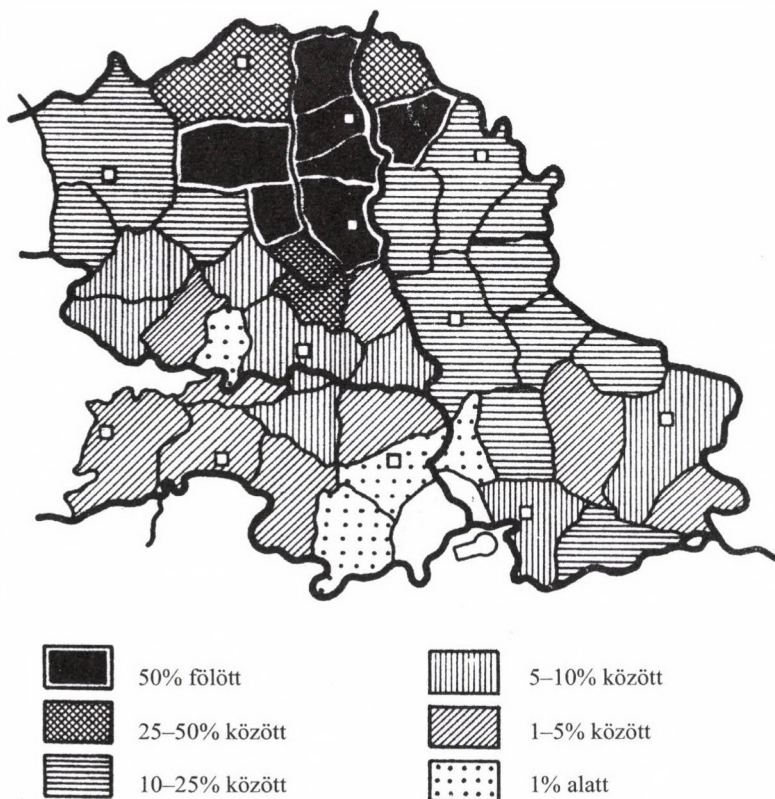 50% fölött
25–50% között
10–25% között
5–10% között
1–5% között
1% alatt